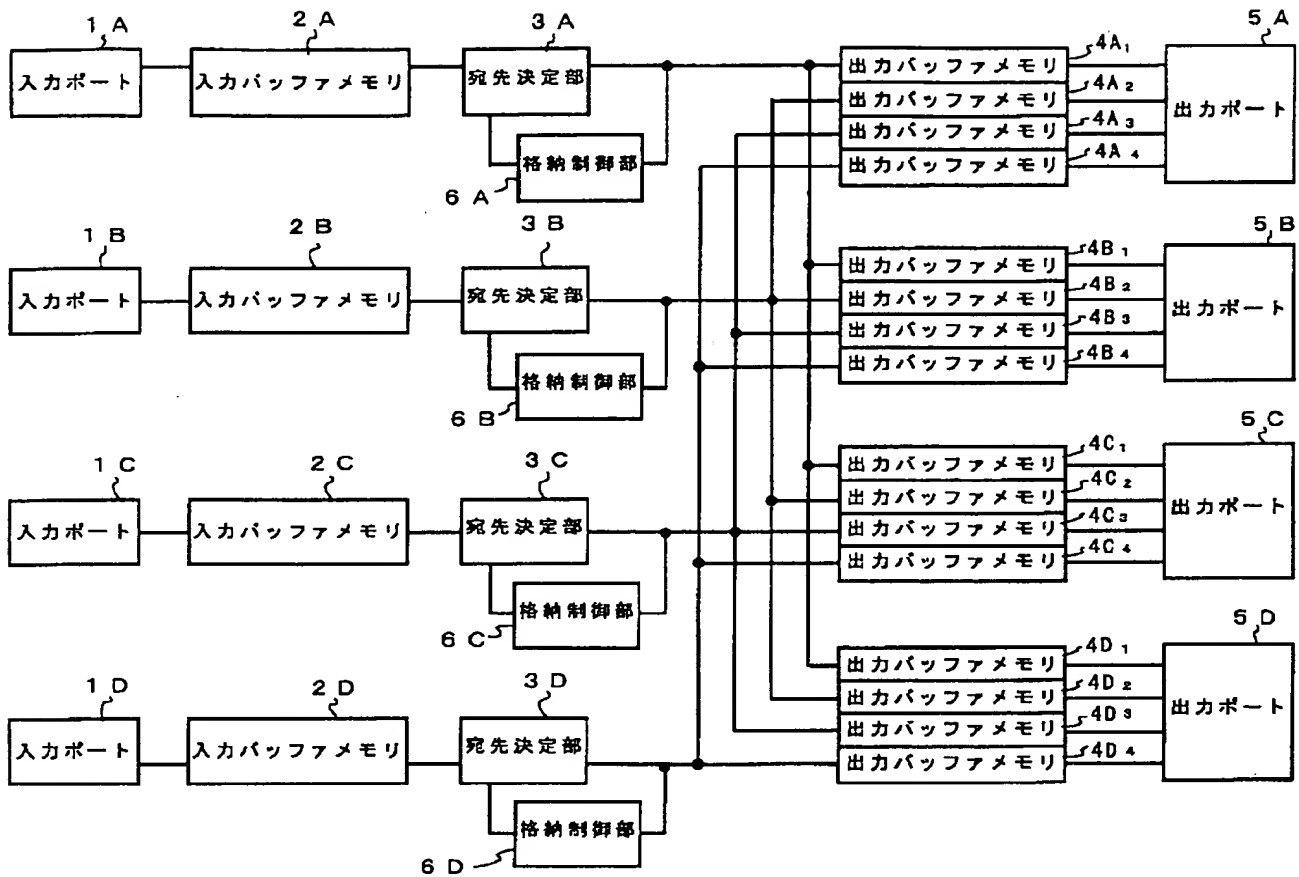 1A
2A
3A
入力ポート
入力バッファメモリ
宛先決定部
格納制御部
6A
出力バッファメモリ
出力バッファメモリ
出力バッファメモリ
出力バッファメモリ
4A1
4A2
4A3
4A4
5A
出力ポート
1B
2B
3B
入力ポート
入力バッファメモリ
宛先決定部
格納制御部
6B
出力バッファメモリ
出力バッファメモリ
出力バッファメモリ
出力バッファメモリ
4B1
4B2
4B3
4B4
5B
出力ポート
1C
2C
3C
入力ポート
入力バッファメモリ
宛先決定部
格納制御部
6C
出力バッファメモリ
出力バッファメモリ
出力バッファメモリ
出力バッファメモリ
4C1
4C2
4C3
4C4
5C
出力ポート
1D
2D
3D
入力ポート
入力バッファメモリ
宛先決定部
格納制御部
6D
出力バッファメモリ
出力バッファメモリ
出力バッファメモリ
出力バッファメモリ
4D1
4D2
4D3
4D4
5D
出力ポート